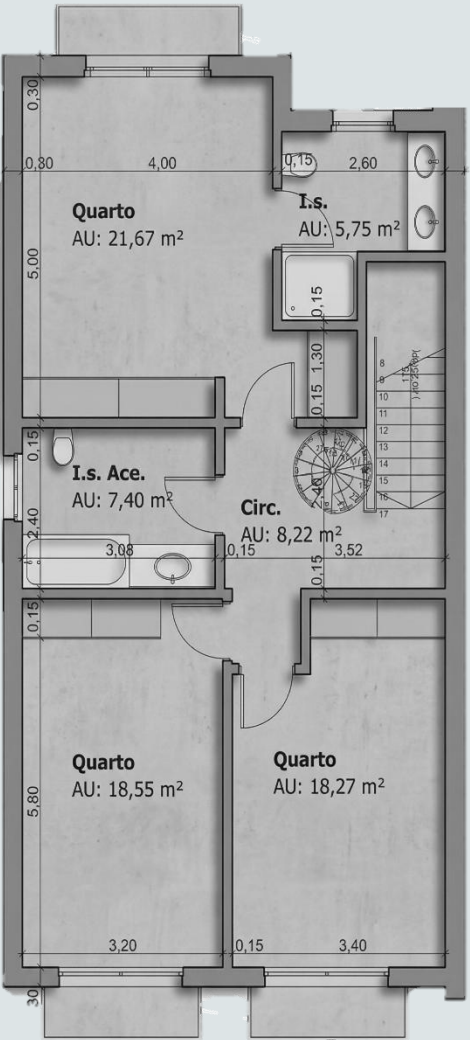 0,30
0,80
4,00
0,15
2,60
Quarto
AU: 21,67 m²
I.s.
AU: 5,75 m²
5,00
0,15
1,30
0,15
8
9
10
11
12
13
14
15
16
17
0,15
I.s. Ace.
AU: 7,40 m²
2,40
Circ.
AU: 8,22 m²
3,08
0,15
3,52
0,15
0,15
Quarto
AU: 18,55 m²
Quarto
AU: 18,27 m²
5,80
3,20
0,15
3,40
30